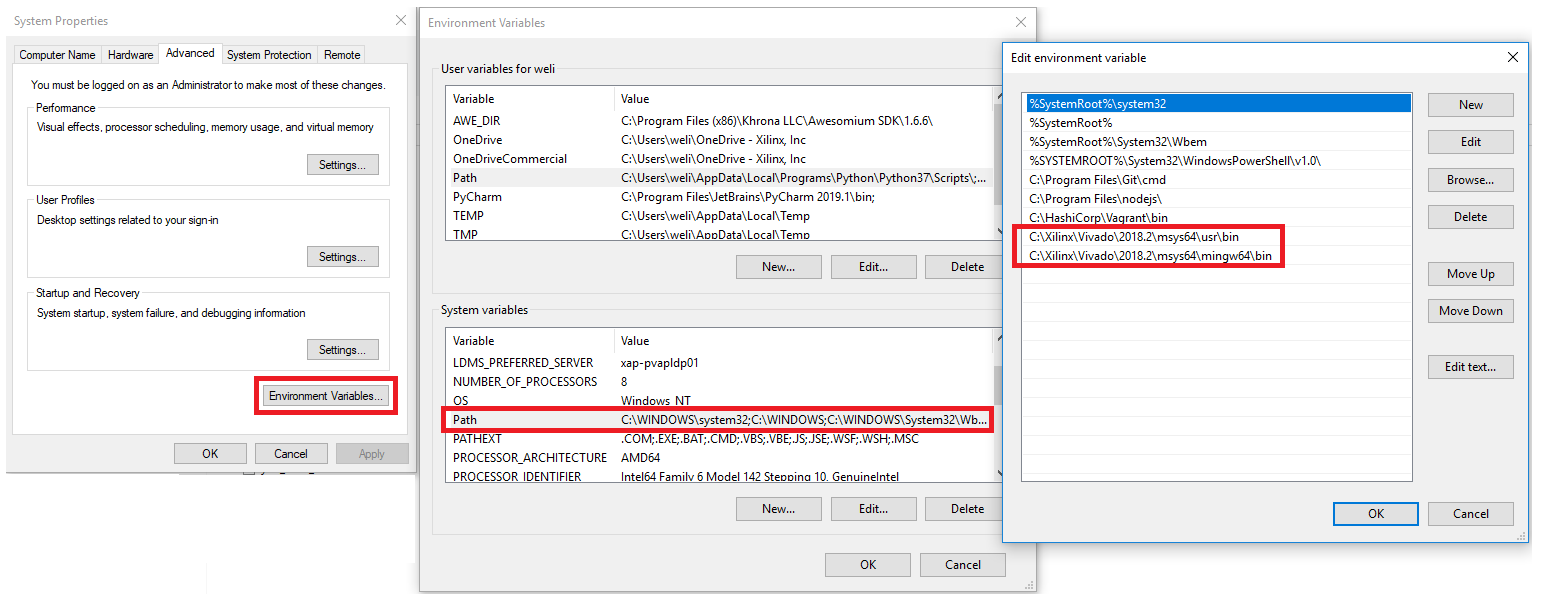 System Properties
Computer Name Hardware Advanced System Protection Remote
You must be logged on as an Administrator to make most of these changes.
Performance
Visual effects, processor scheduling, memory usage, and virtual memory
Settings...
User Profiles
Desktop settings related to your sign-in
Settings...
Startup and Recovery
System startup, system failure, and debugging information
Settings...
Environment Variables...
OK Cancel Apply
Environment Variables
User variables for weli
Variable Value
AWE_DIR C:\Program Files (x86)\Khrona LLC\Awesomium SDK\1.6.6\
OneDrive C:\Users\weli\OneDrive - Xilinx, Inc
OneDriveCommercial C:\Users\weli\OneDrive - Xilinx, Inc
Path C:\Users\weli\AppData\Local\Programs\Python\Python37\Scripts\;...
PyCharm C:\Program Files\JetBrains\PyCharm 2019.1\bin;
TEMP C:\Users\weli\AppData\Local\Temp
TMP C:\Users\weli\AppData\Local\Temp
New... Edit... Delete
System variables
Variable Value
LDMS_PREFERRED_SERVER xap-pvapldp01
NUMBER_OF_PROCESSORS 8
OS Windows_NT
Path C:\WINDOWS\system32;C:\WINDOWS;C:\WINDOWS\System32\Wb...
PATHEXT .COM;.EXE;.BAT;.CMD;.VBS;.VBE;.JS;.JSE;.WSF;.WSH;.MSC
PROCESSOR_ARCHITECTURE AMD64
PROCESSOR_IDENTIFIER Intel64 Family 6 Model 142 Stepping 10, GenuineIntel
New... Edit... Delete
OK Cancel
Edit environment variable
%SystemRoot%\system32
%SystemRoot%
%SystemRoot%\System32\Wbem
%SYSTEMROOT%\System32\WindowsPowerShell\v1.0\
C:\Program Files\Git\cmd
C:\Program Files\nodejs\
C:\HashiCorp\Vagrant\bin
C:\Xilinx\Vivado\2018.2\msys64\usr\bin
C:\Xilinx\Vivado\2018.2\msys64\mingw64\bin
New
Edit
Browse...
Delete
Move Up
Move Down
Edit text...
OK Cancel